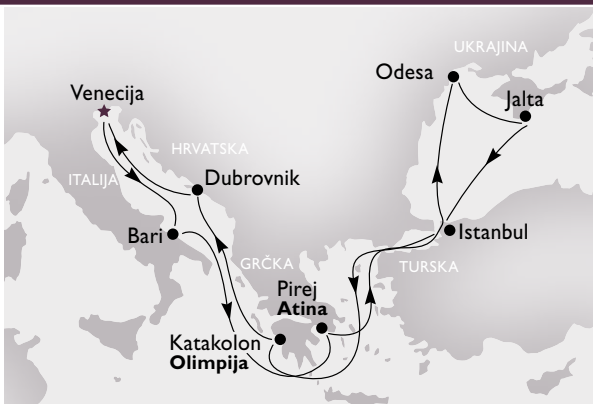 UKRAJINA
Odesa
Jalta
Venecija
HRVATSKA
ITALIJA
Dubrovnik
Bari
Istanbul
GRČKA
TURSKA
Pirej
Atina
Katakolon
Olimpija